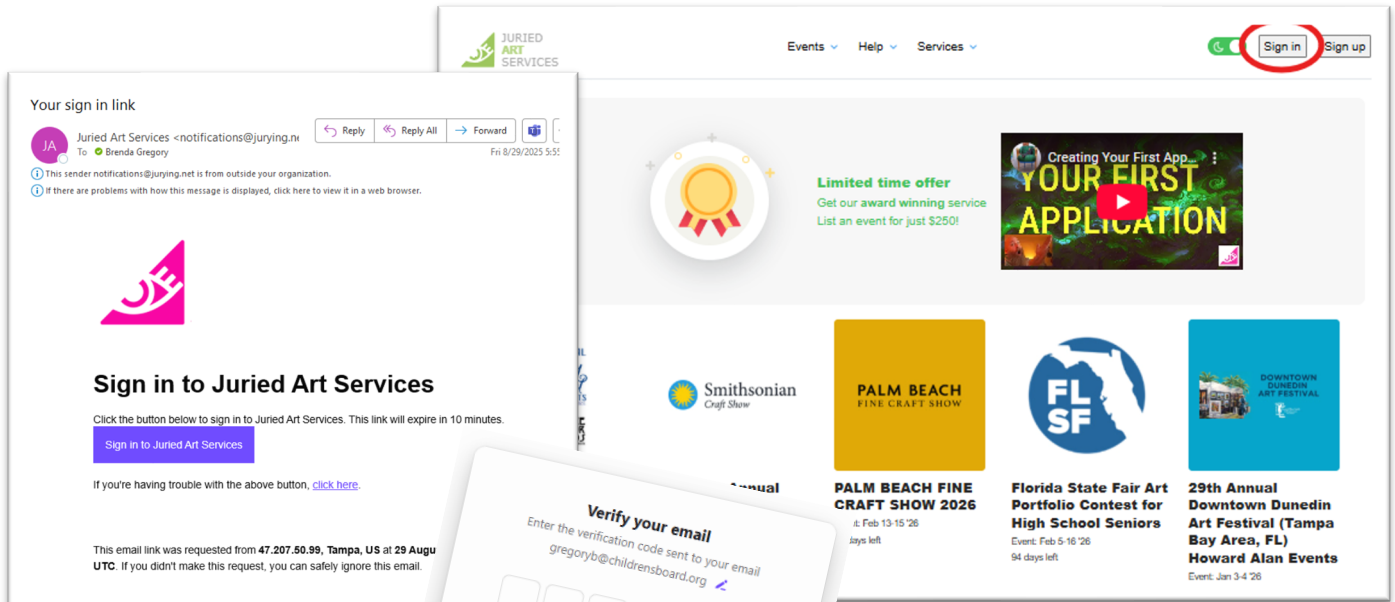 JURIED
ART
SERVICES
Events
Help
Services
Sign in
Sign up
Limited time offer
Get our award winning service
List an event for just $250!
Creating Your First App...
YOUR FIRST
APPLICATION
Smithsonian
Craft Show
PALM BEACH
FINE CRAFT SHOW
FL
SF
DOWNTOWN
DUNEDIN
ART FESTIVAL
Annual
PALM BEACH FINE
CRAFT SHOW 2026
Feb 13-15 '26
days left
Florida State Fair Art
Portfolio Contest for
High School Seniors
Event: Feb 5-16 '26
94 days left
29th Annual
Downtown Dunedin
Art Festival (Tampa
Bay Area, FL)
Howard Alan Events
Event: Jan 3-4 '26
Your sign in link
JA
Juried Art Services <notifications@jurying.ne
To Brenda Gregory
Reply
Reply All
Forward
Fri 8/29/2025 5:55
This sender notifications@jurying.net is from outside your organization.
If there are problems with how this message is displayed, click here to view it in a web browser.
Sign in to Juried Art Services
Click the button below to sign in to Juried Art Services. This link will expire in 10 minutes.
Sign in to Juried Art Services
If you're having trouble with the above button, click here.
This email link was requested from 47.207.50.99, Tampa, US at 29 Augu
UTC. If you didn't make this request, you can safely ignore this email.
Verify your email
Enter the verification code sent to your email
gregoryb@childrensboard.org